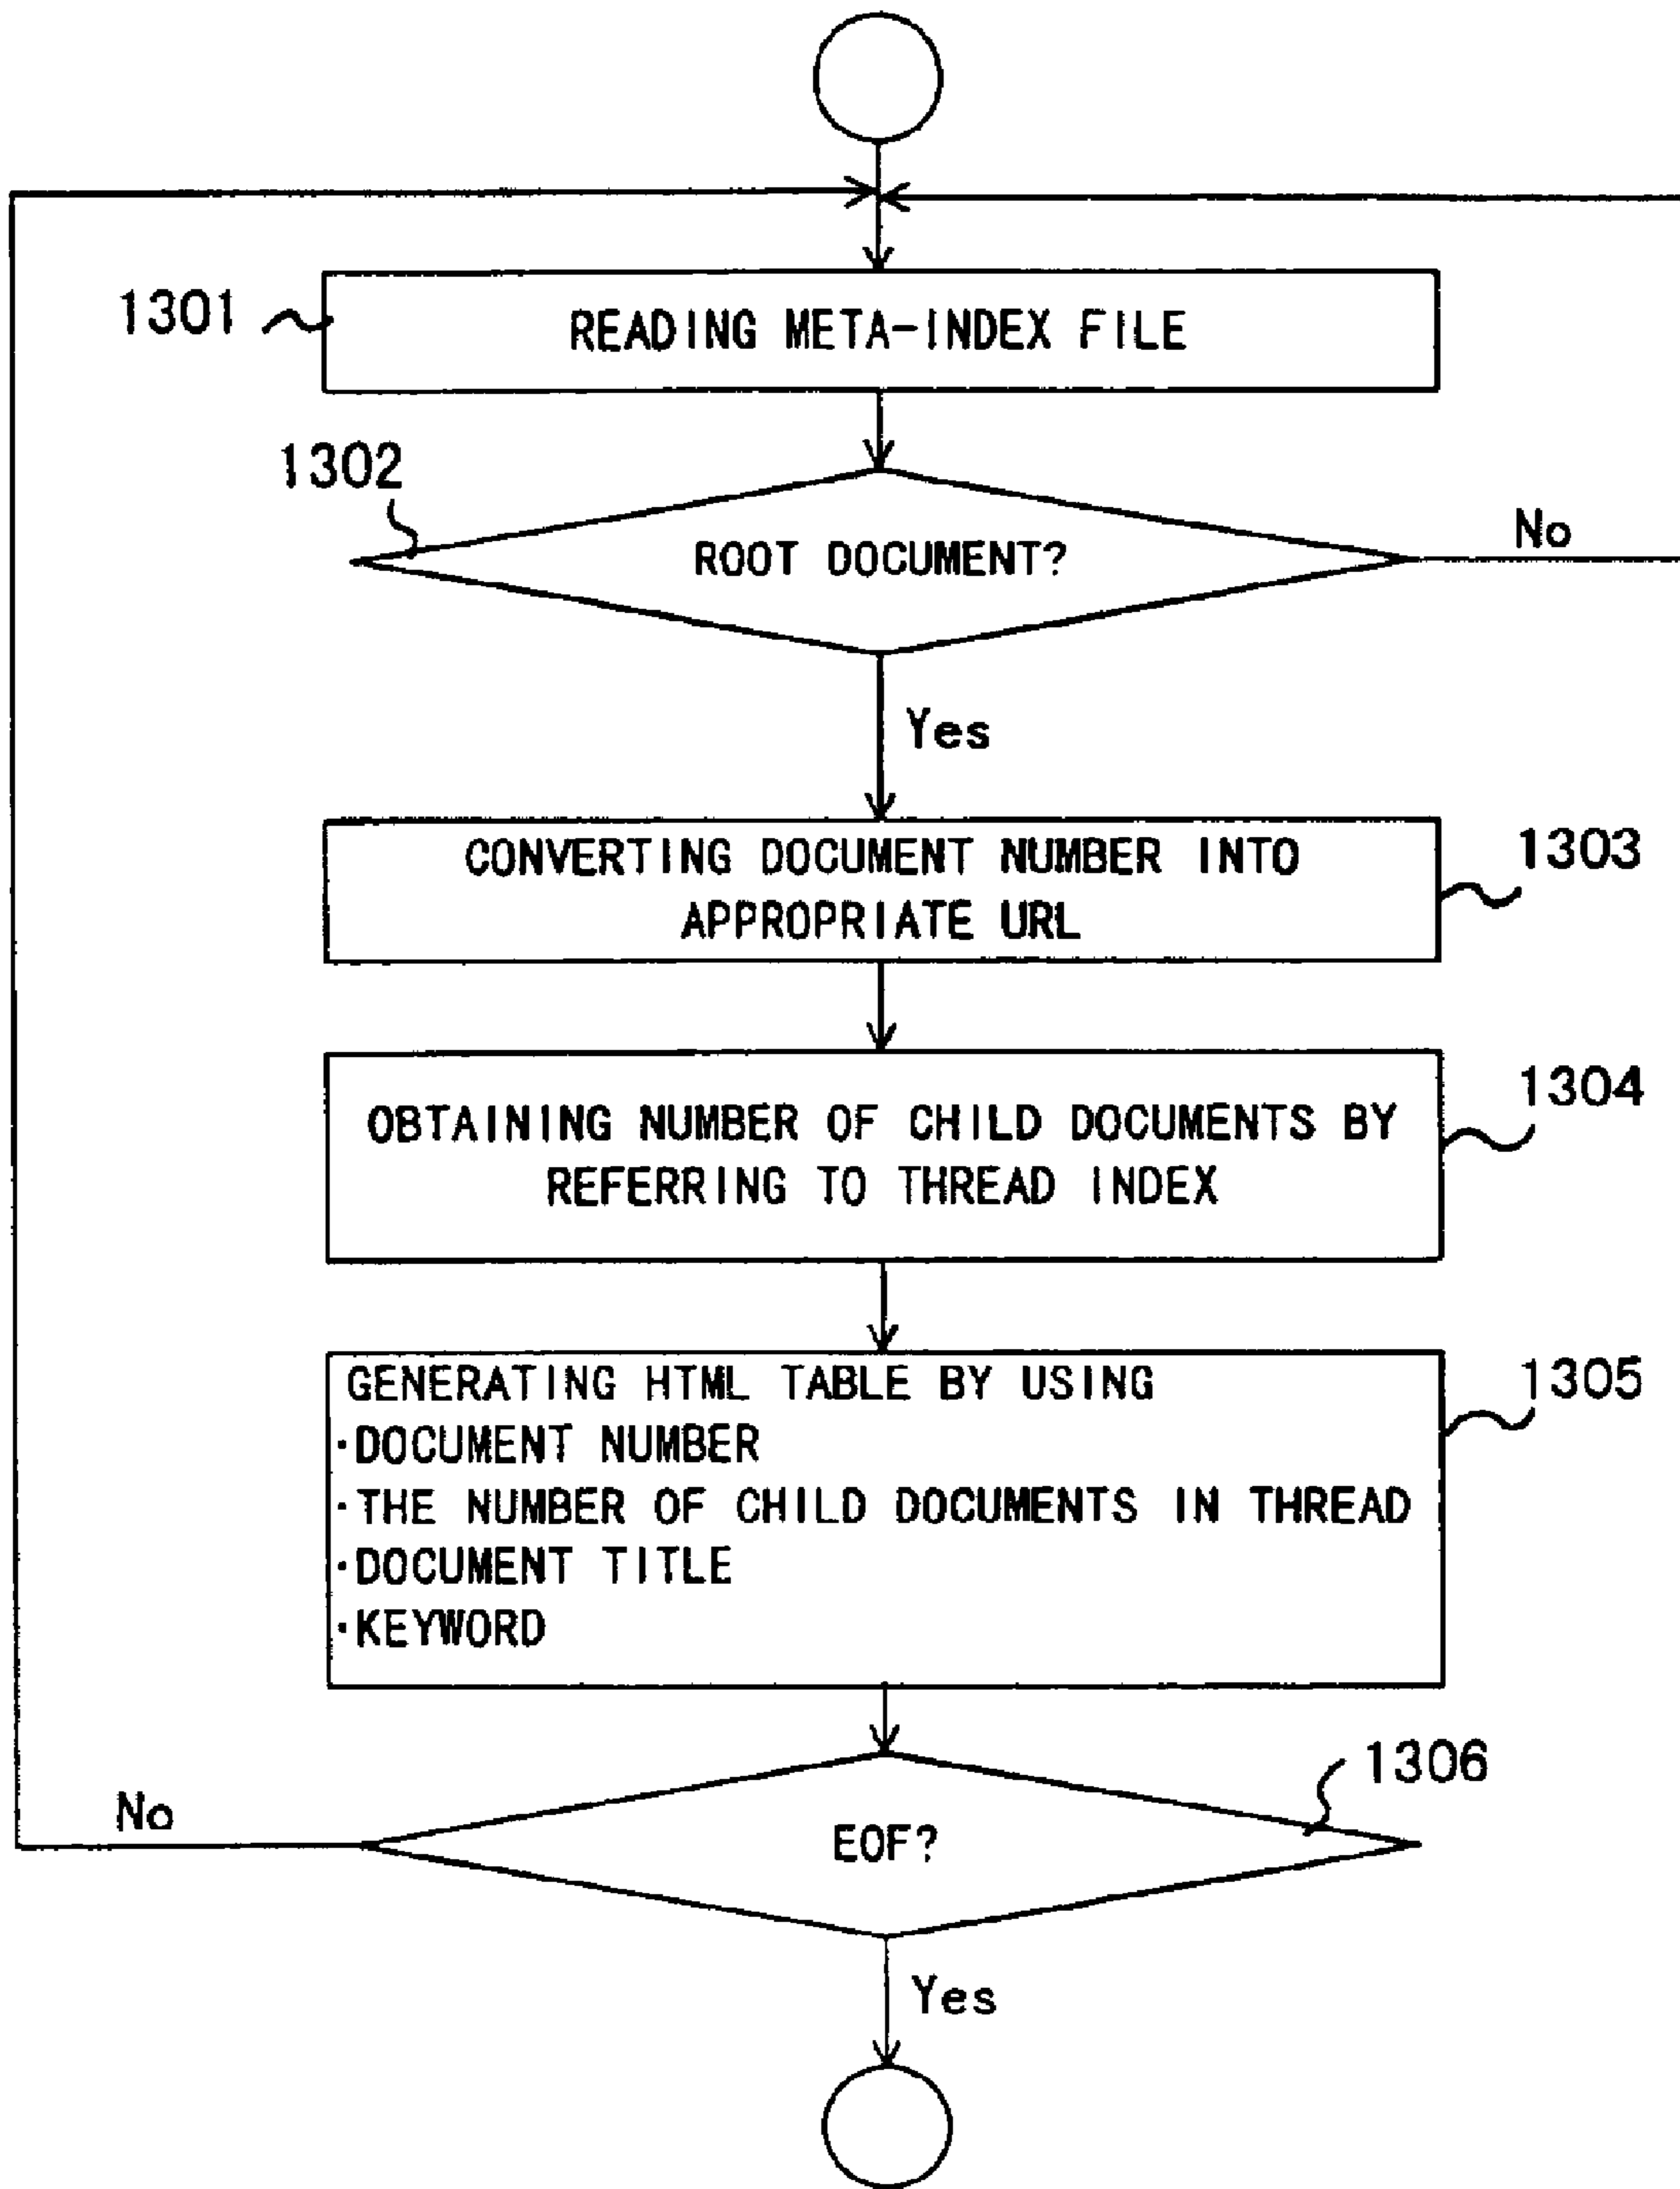 1301
READING META-INDEX FILE
1302
ROOT DOCUMENT?
No
Yes
CONVERTING DOCUMENT NUMBER INTO
APPROPRIATE URL
1303
OBTAINING NUMBER OF CHILD DOCUMENTS BY
REFERRING TO THREAD INDEX
1304
GENERATING HTML TABLE BY USING
·DOCUMENT NUMBER
·THE NUMBER OF CHILD DOCUMENTS IN THREAD
·DOCUMENT TITLE
·KEYWORD
1305
1306
No
EOF?
Yes